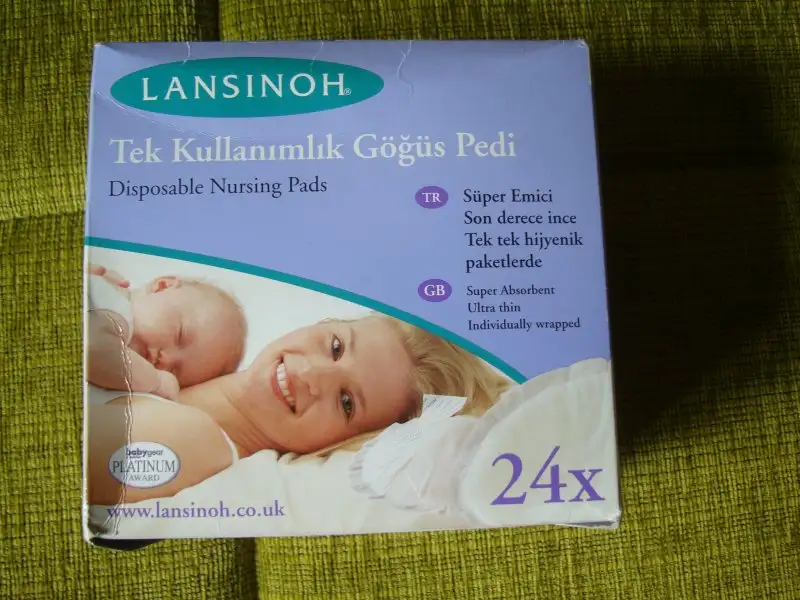 LANSINOH®
Tek Kullanımlık Göğüs Pedi
Disposable Nursing Pads
TR
Süper Emici
Son derece ince
Tek tek hijyenik
paketlerde
GB
Super Absorbent
Ultra thin
Individually wrapped
babygear
PLATINUM
AWARD
24x
www.lansinoh.co.uk